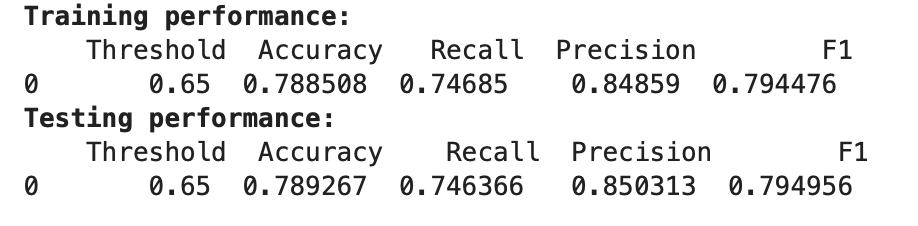 Training performance:
Threshold Accuracy Recall Precision F1
0 0.65 0.788508 0.74685 0.84859 0.794476
Testing performance:
Threshold Accuracy Recall Precision F1
0 0.65 0.789267 0.746366 0.850313 0.794956